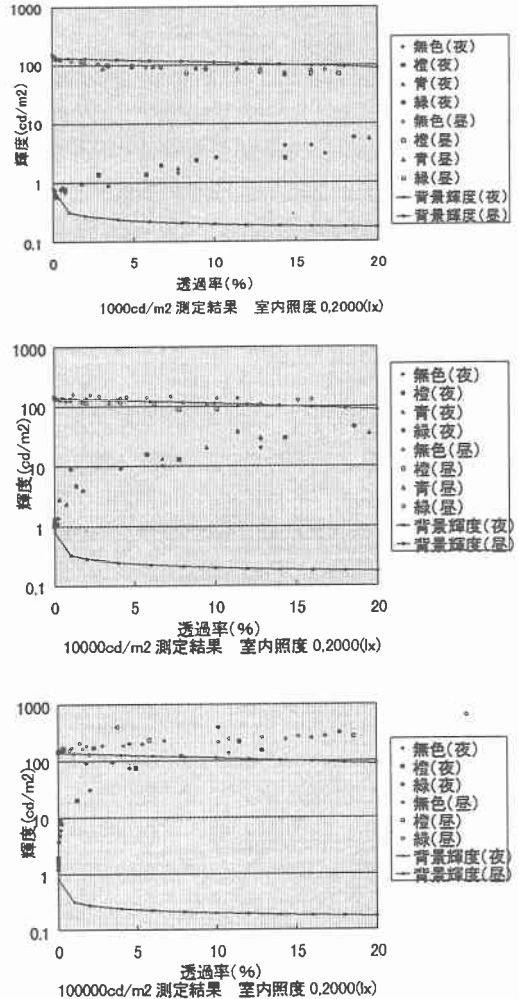 輝度(cd/m2)
1000
100
10
1
0.1
0
5
10
15
20
透過率(%)
無色(夜)
橙(夜)
青(夜)
緑(夜)
無色(昼)
橙(昼)
青(昼)
緑(昼)
背景輝度(夜)
背景輝度(昼)
1000cd/m2 測定結果 室内照度 0,2000(lx)
輝度(cd/m2)
1000
100
10
1
0.1
0
5
10
15
20
透過率(%)
無色(夜)
橙(夜)
青(夜)
緑(夜)
無色(昼)
橙(昼)
青(昼)
緑(昼)
背景輝度(夜)
背景輝度(昼)
10000cd/m2 測定結果 室内照度 0,2000(lx)
輝度(cd/m2)
1000
100
10
1
0.1
0
5
10
15
20
透過率(%)
無色(夜)
橙(夜)
緑(夜)
無色(昼)
橙(昼)
緑(昼)
背景輝度(夜)
背景輝度(昼)
100000cd/m2 測定結果 室内照度 0,2000(lx)